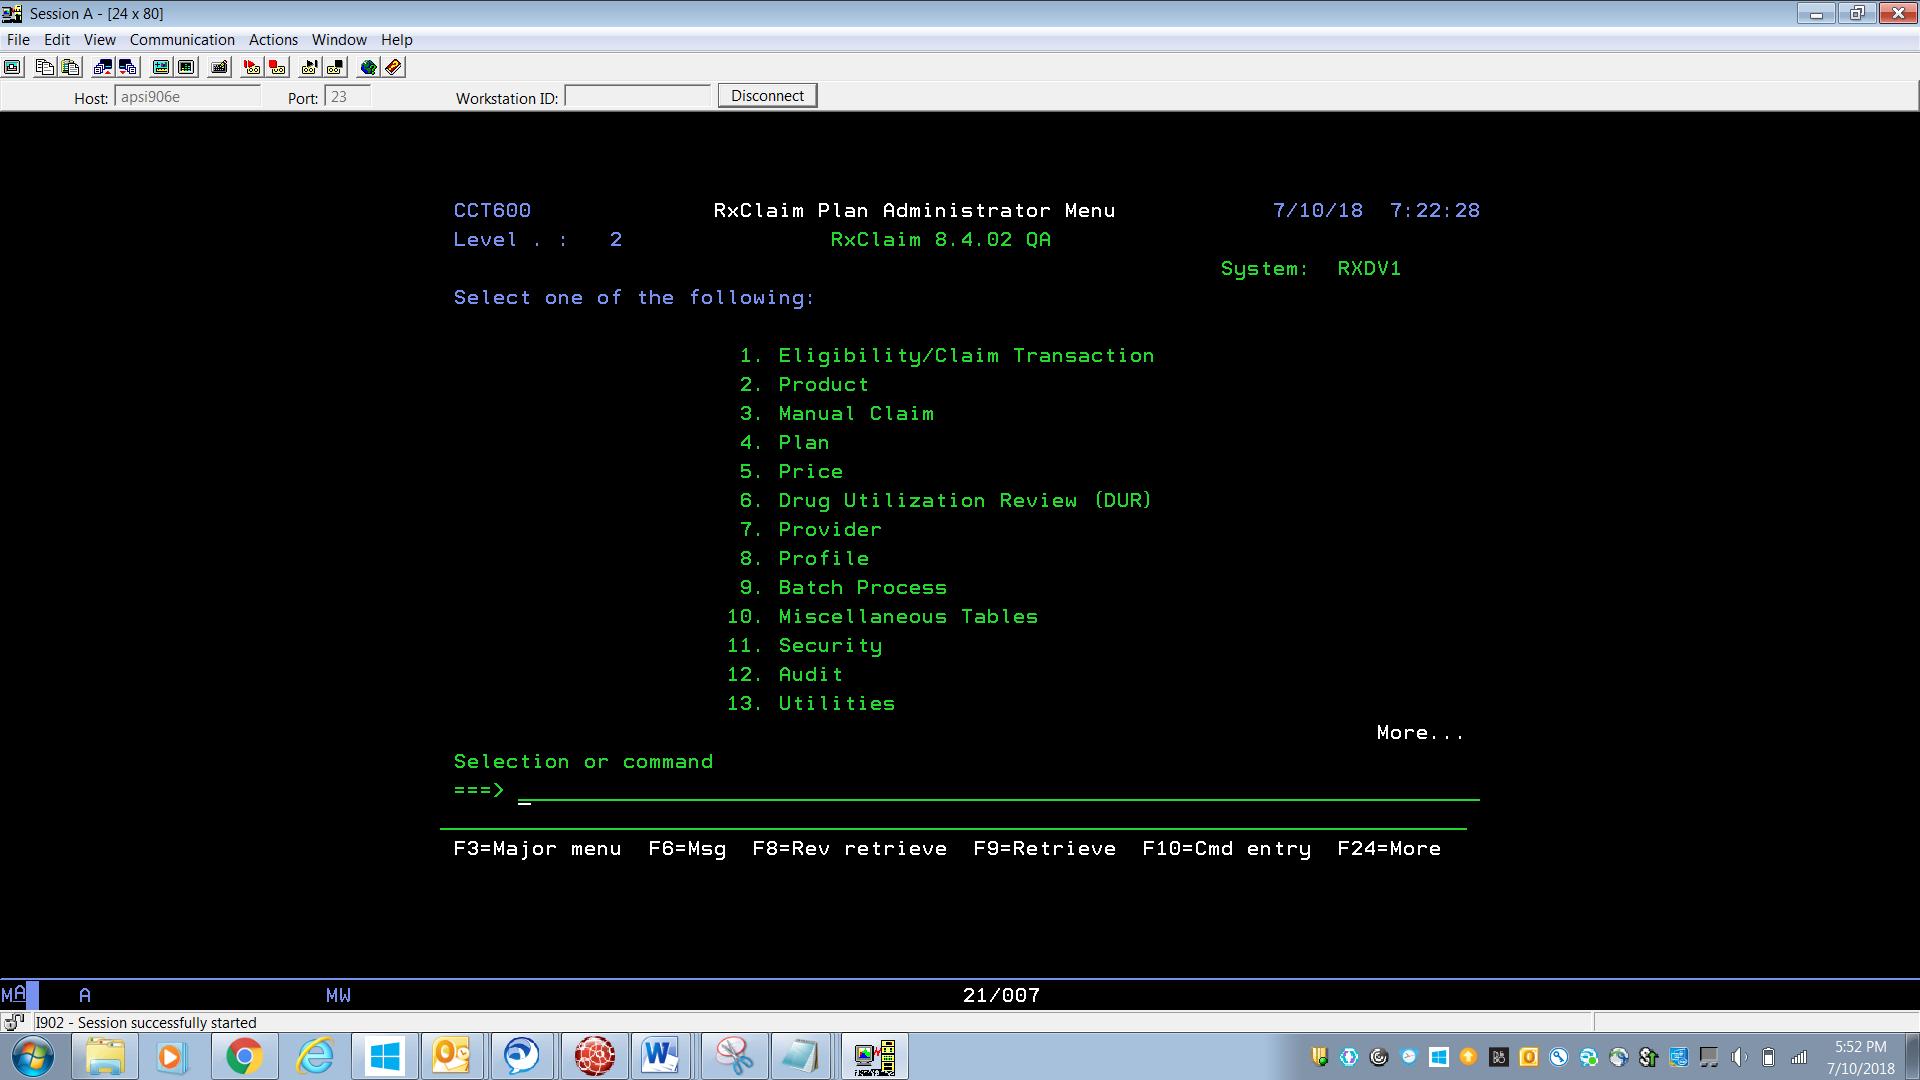 Session A - [24 x 80]
File Edit View Communication Actions Window Help
Host: apsi906e Port: 23 Workstation ID: Disconnect
CCT600 RxClaim Plan Administrator Menu 7/10/18 7:22:28
Level . : 2 RxClaim 8.4.02 QA
System: RXDV1
Select one of the following:
1. Eligibility/Claim Transaction
2. Product
3. Manual Claim
4. Plan
5. Price
6. Drug Utilization Review (DUR)
7. Provider
8. Profile
9. Batch Process
10. Miscellaneous Tables
11. Security
12. Audit
13. Utilities
More...
Selection or command
===>
F3=Major menu F6=Msg F8=Rev retrieve F9=Retrieve F10=Cmd entry F24=More
MA A MW 21/007
I902 - Session successfully started
5:52 PM
7/10/2018